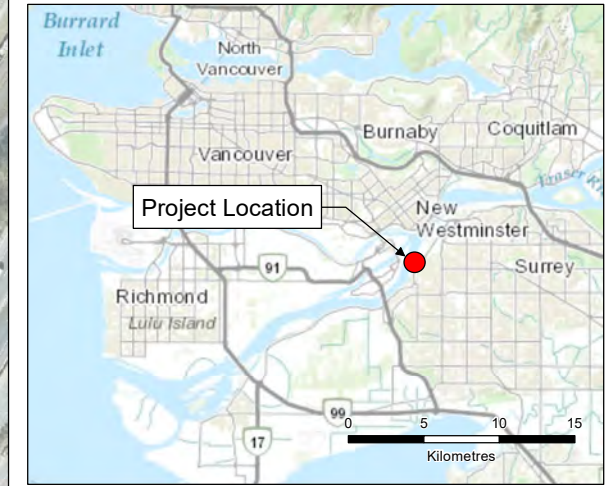 Burrard
Inlet
North
Vancouver
Burnaby
Coquitlam
Vancouver
Fraser
Project Location
New
Westminster
91
Surrey
Richmond
Lulu Island
99
17
0 5 10 15
Kilometres